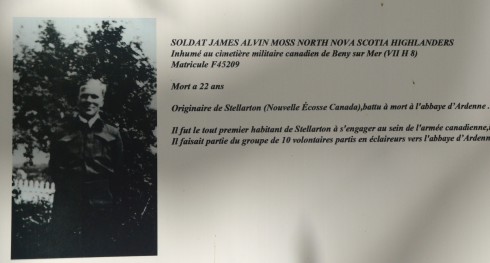 SOLDAT JAMES ALVIN MOSS NORTH NOVA SCOTIA HIGHLANDERS
Inhumé au cimetière militaire canadien de Beny sur Mer (VII H 8)
Matricule F45209
Mort a 22 ans
Originaire de Stellarton (Nouvelle Écosse Canada),battu à mort à l'abbaye d'Ardenne .
Il fut le tout premier habitant de Stellarton à s'engager au sein de l'armée canadienne,
Il faisait partie du groupe de 10 volontaires partis en éclaireurs vers l'abbaye d'Ardenn